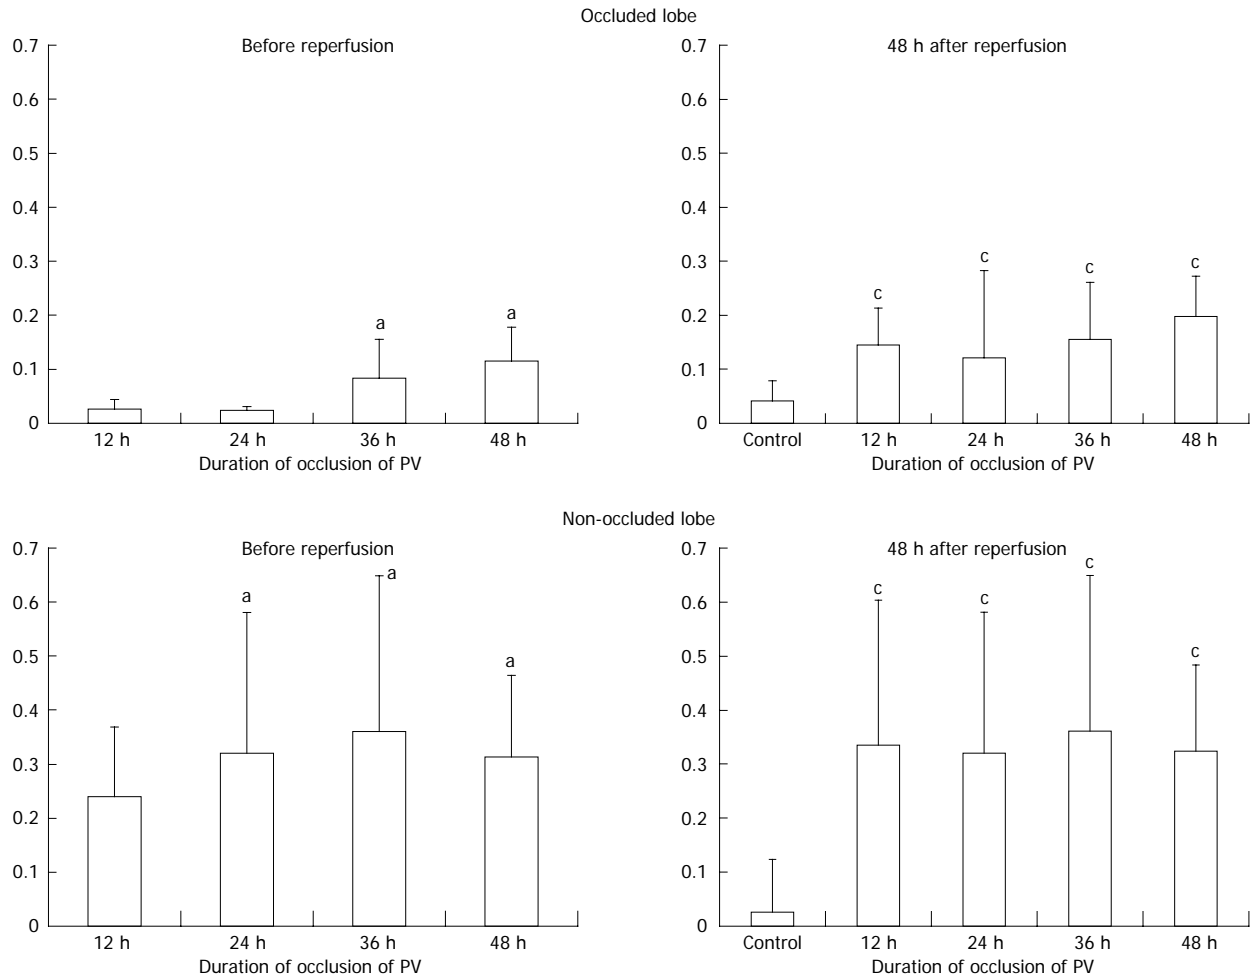 Occluded lobe
Before reperfusion
0.7
0.6
0.5
0.4
0.3
0.2
0.1
0
a
a
12 h 24 h 36 h 48 h
Duration of occlusion of PV
48 h after reperfusion
0.7
0.6
0.5
0.4
0.3
0.2
0.1
0
c
c
c
c
Control 12 h 24 h 36 h 48 h
Duration of occlusion of PV
Non-occluded lobe
Before reperfusion
0.7
0.6
0.5
0.4
0.3
0.2
0.1
0
a
a
a
12 h 24 h 36 h 48 h
Duration of occlusion of PV
48 h after reperfusion
0.7
0.6
0.5
0.4
0.3
0.2
0.1
0
c
c
c
c
Control 12 h 24 h 36 h 48 h
Duration of occlusion of PV